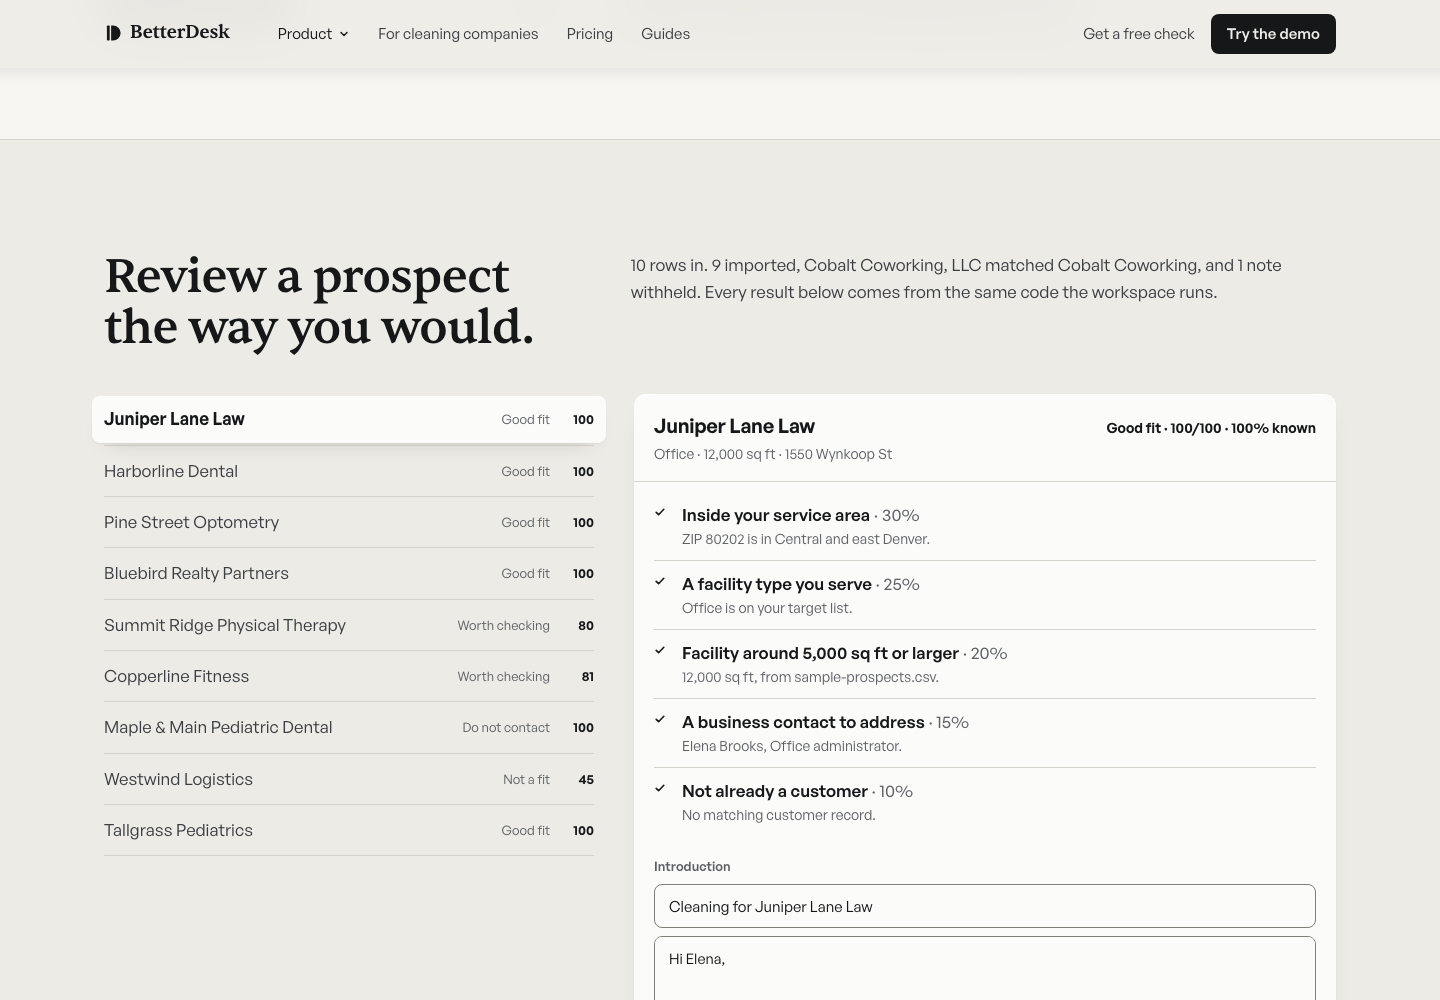 BetterDesk
Product
For cleaning companies
Pricing
Guides
Get a free check
Try the demo
Review a prospect
the way you would.
10 rows in. 9 imported, Cobalt Coworking, LLC matched Cobalt Coworking, and 1 note
withheld. Every result below comes from the same code the workspace runs.
Juniper Lane Law Good fit 100
Harborline Dental Good fit 100
Pine Street Optometry Good fit 100
Bluebird Realty Partners Good fit 100
Summit Ridge Physical Therapy Worth checking 80
Copperline Fitness Worth checking 81
Maple & Main Pediatric Dental Do not contact 100
Westwind Logistics Not a fit 45
Tallgrass Pediatrics Good fit 100
Juniper Lane Law
Good fit · 100/100 · 100% known
Office · 12,000 sq ft · 1550 Wynkoop St
Inside your service area · 30%
ZIP 80202 is in Central and east Denver.
A facility type you serve · 25%
Office is on your target list.
Facility around 5,000 sq ft or larger · 20%
12,000 sq ft, from sample-prospects.csv.
A business contact to address · 15%
Elena Brooks, Office administrator.
Not already a customer · 10%
No matching customer record.
Introduction
Cleaning for Juniper Lane Law
Hi Elena,